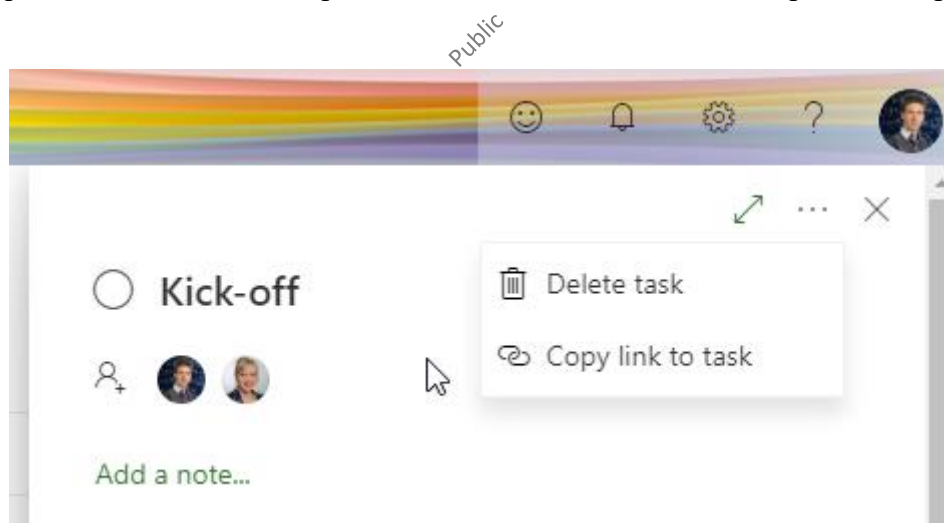 Public
?
Kick-off
Delete task
Copy link to task
Add a note...